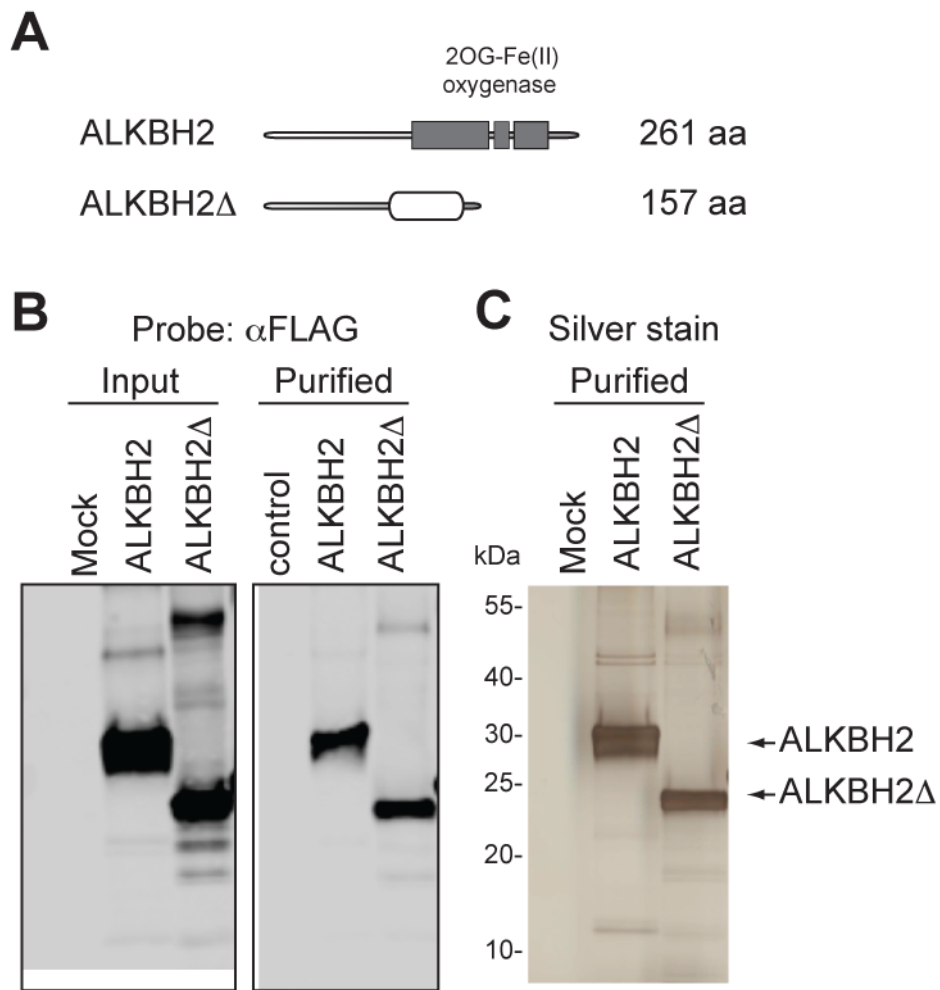 A
2OG-Fe(II)
oxygenase
ALKBH2 261 aa
ALKBH2Δ 157 aa
B
Probe: αFLAG
Input Purified
Mock
ALKBH2
ALKBH2Δ
control
ALKBH2
ALKBH2Δ
C
Silver stain
Purified
Mock
ALKBH2
ALKBH2Δ
kDa
55-
40-
30-
25-
20-
10-
ALKBH2
ALKBH2Δ